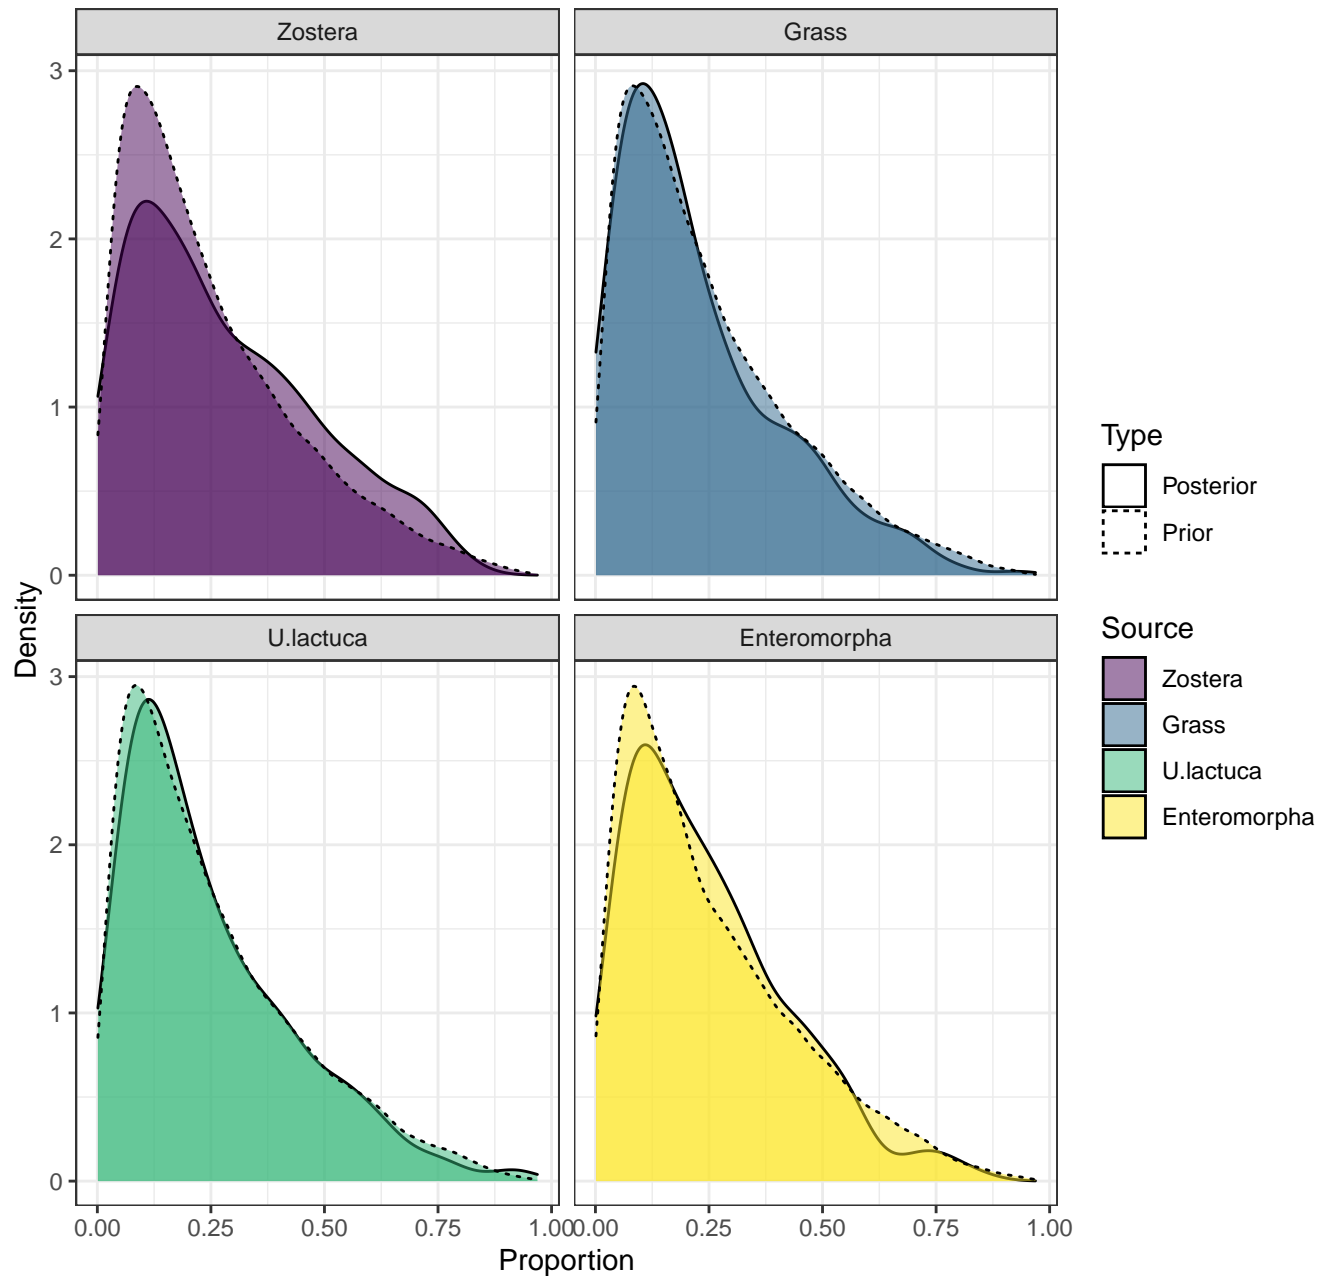 Zostera
Grass
3
2
1
0
Density
U.lactuca
Enteromorpha
3
2
1
0
0.00 0.25 0.50 0.75 1.00
0.00 0.25 0.50 0.75 1.00
Proportion
Type
Posterior
Prior
Source
Zostera
Grass
U.lactuca
Enteromorpha